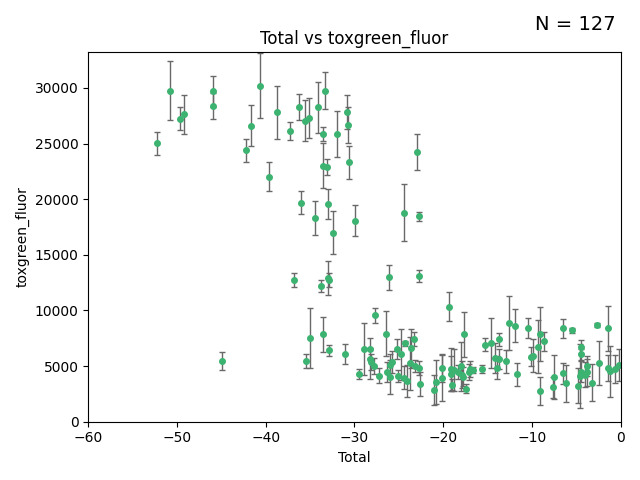 N = 127
Total vs toxgreen_fluor
30000
25000
20000
15000
10000
5000
0
toxgreen_fluor
−60 −50 −40 −30 −20 −10 0
Total